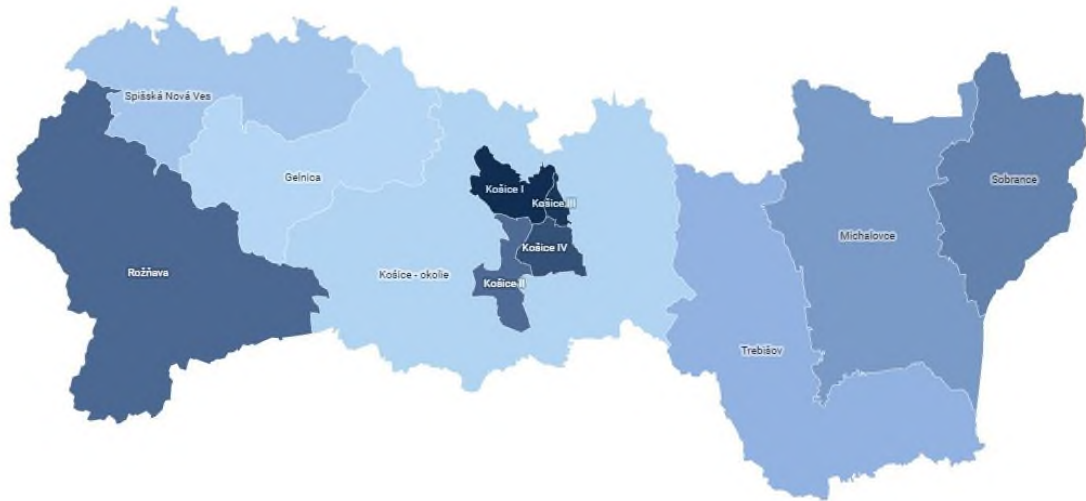 Spišská Nová Ves
Gelnica
Košice I
Košice III
Sobrance
Košice IV
Michalovce
Rožňava
Košice - okolie
Košice II
Trebišov